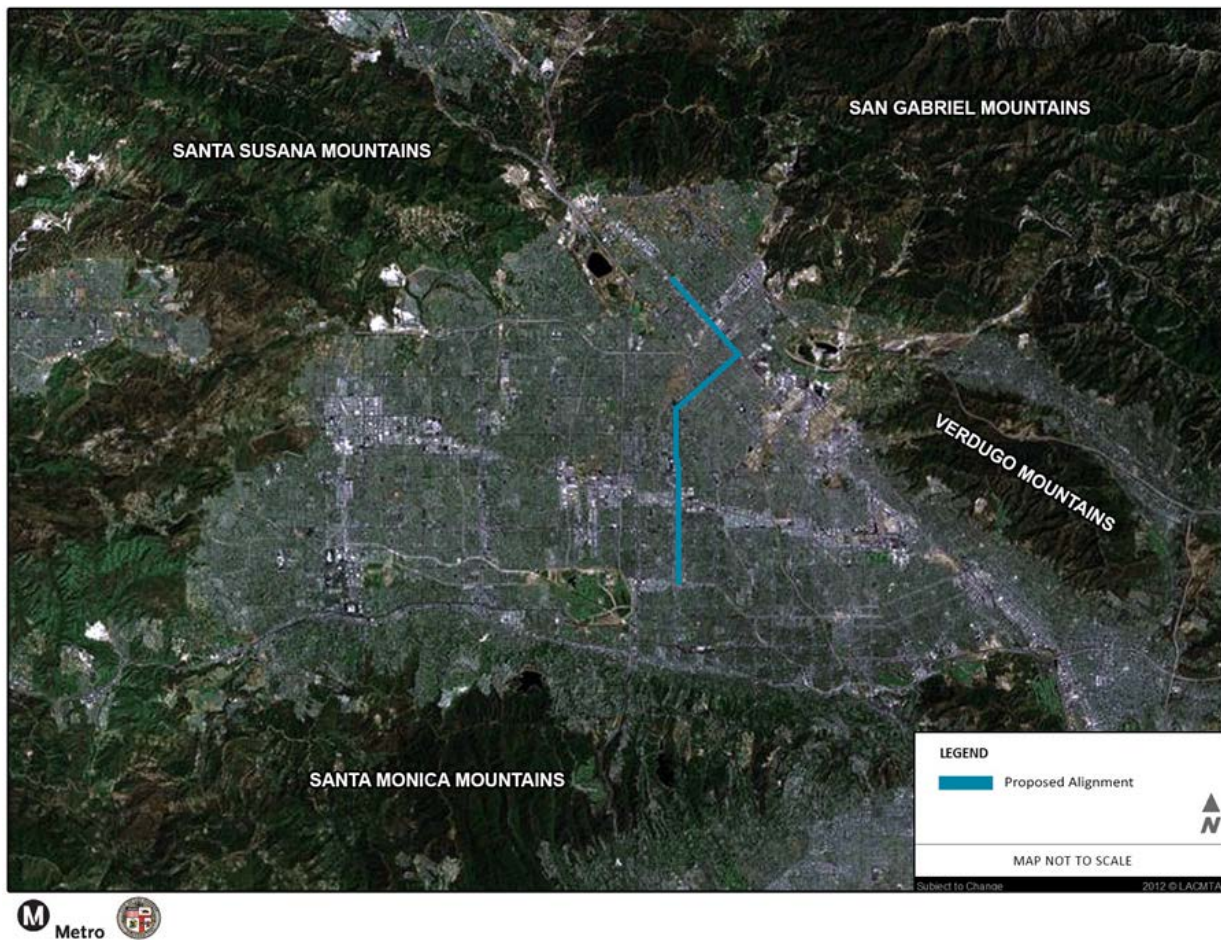 SAN GABRIEL MOUNTAINS
SANTA SUSANA MOUNTAINS
VERDUGO MOUNTAINS
SANTA MONICA MOUNTAINS
LEGEND
Proposed Alignment
N
MAP NOT TO SCALE
Subject to Change 2012 © LACMTA
M Metro